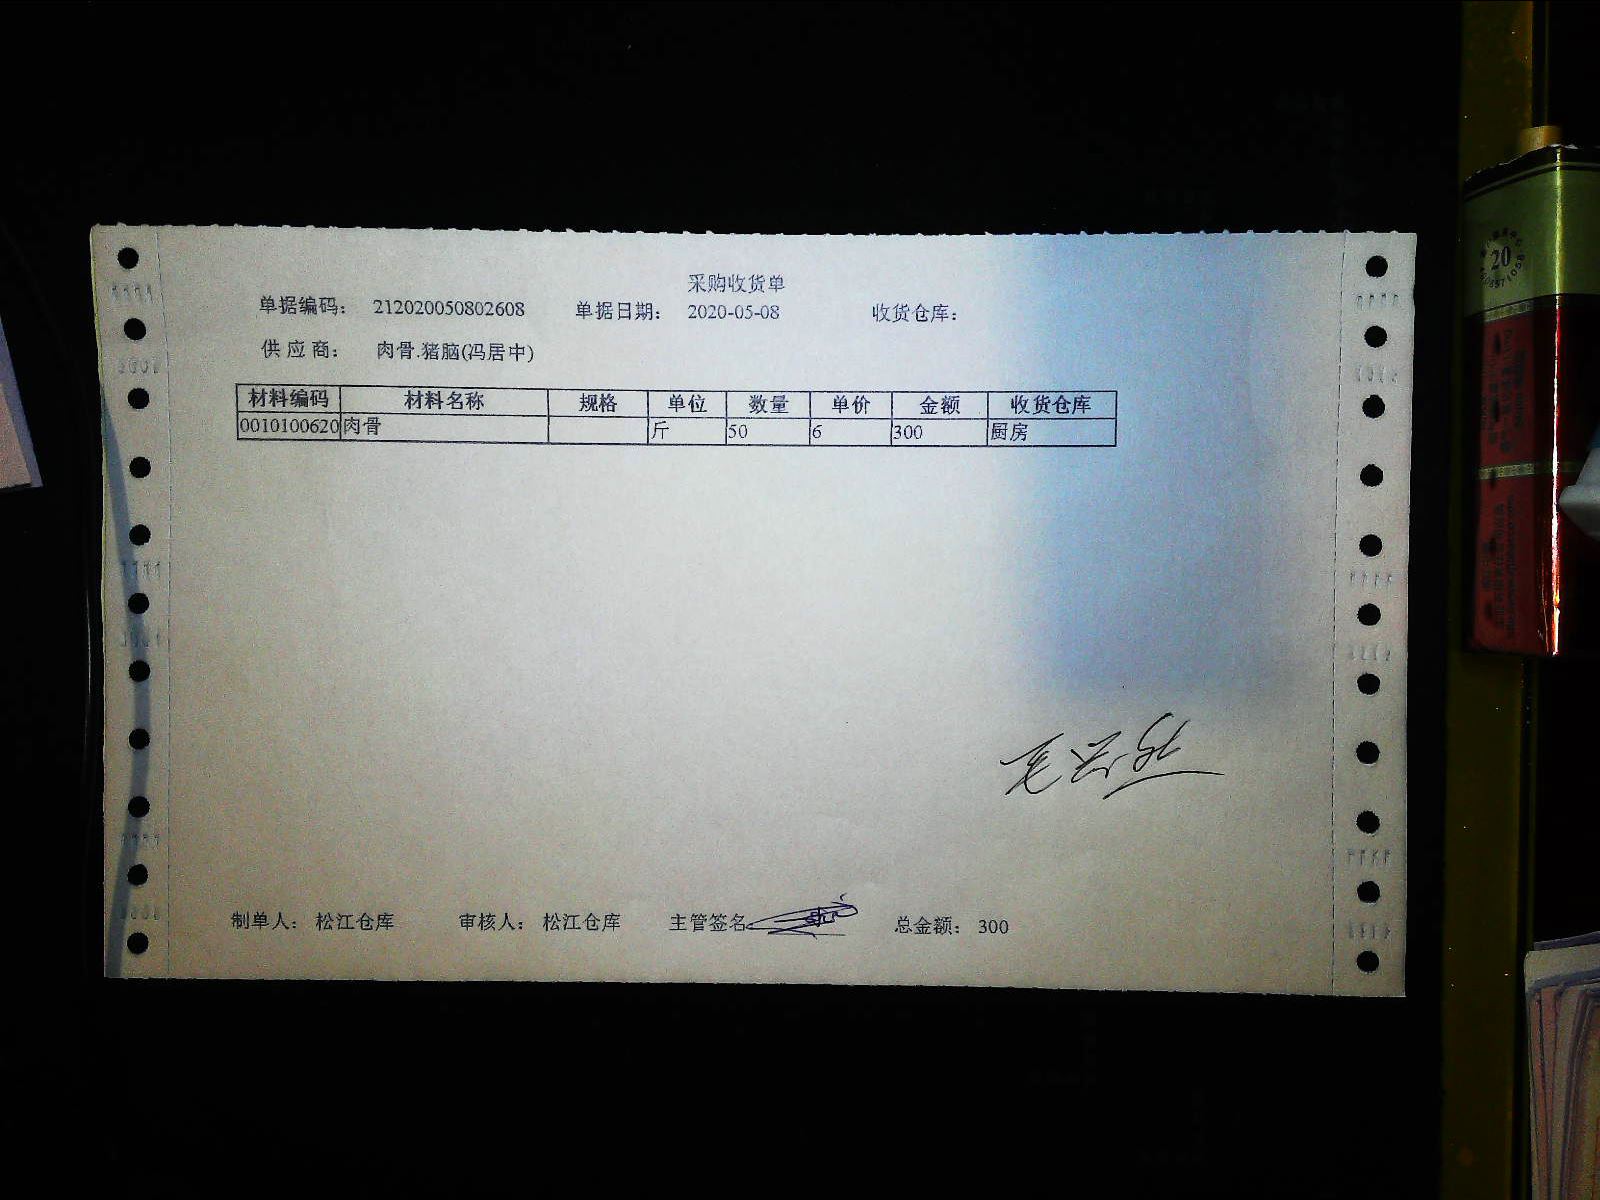 采购收货单
单据编码： 212020050802608 单据日期： 2020-05-08 收货仓库：
供 应 商： 肉骨.猪脑(冯居中)
材料编码 材料名称 规格 单位 数量 单价 金额 收货仓库
0010100620 肉骨 斤 50 6 300 厨房
制单人： 松江仓库 审核人： 松江仓库 主管签名 总金额： 300
20